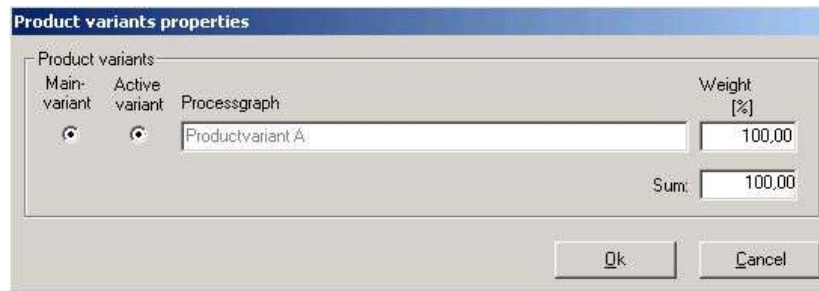 Product variants properties
Product variants
Main-
variant
Active
variant
Processgraph
Weight
[%]
Productvariant A
100,00
Sum:
100,00
Ok
Cancel